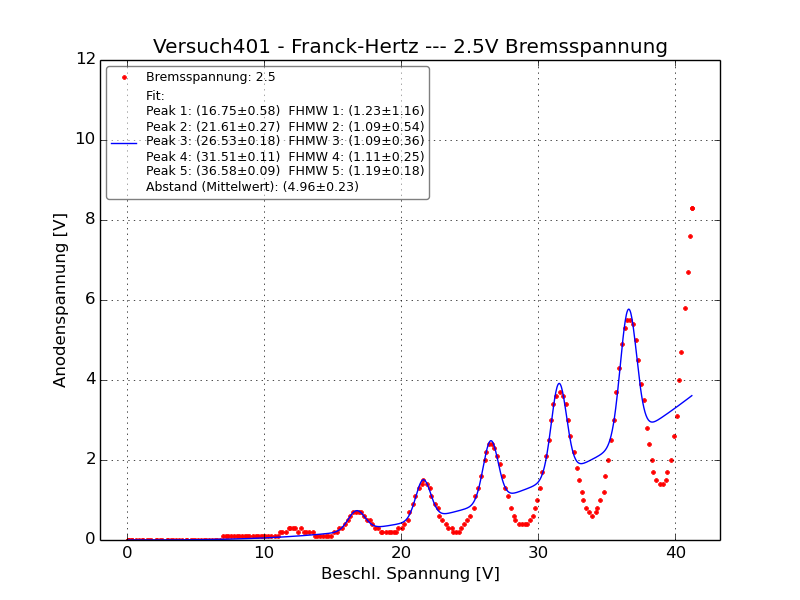 Versuch401 - Franck-Hertz --- 2.5V Bremsspannung
12
10
8
6
4
2
0
Anodenspannung [V]
Bremsspannung: 2.5
Fit:
Peak 1: (16.75±0.58) FHMW 1: (1.23±1.16)
Peak 2: (21.61±0.27) FHMW 2: (1.09±0.54)
Peak 3: (26.53±0.18) FHMW 3: (1.09±0.36)
Peak 4: (31.51±0.11) FHMW 4: (1.11±0.25)
Peak 5: (36.58±0.09) FHMW 5: (1.19±0.18)
Abstand (Mittelwert): (4.96±0.23)
0 10 20 30 40
Beschl. Spannung [V]